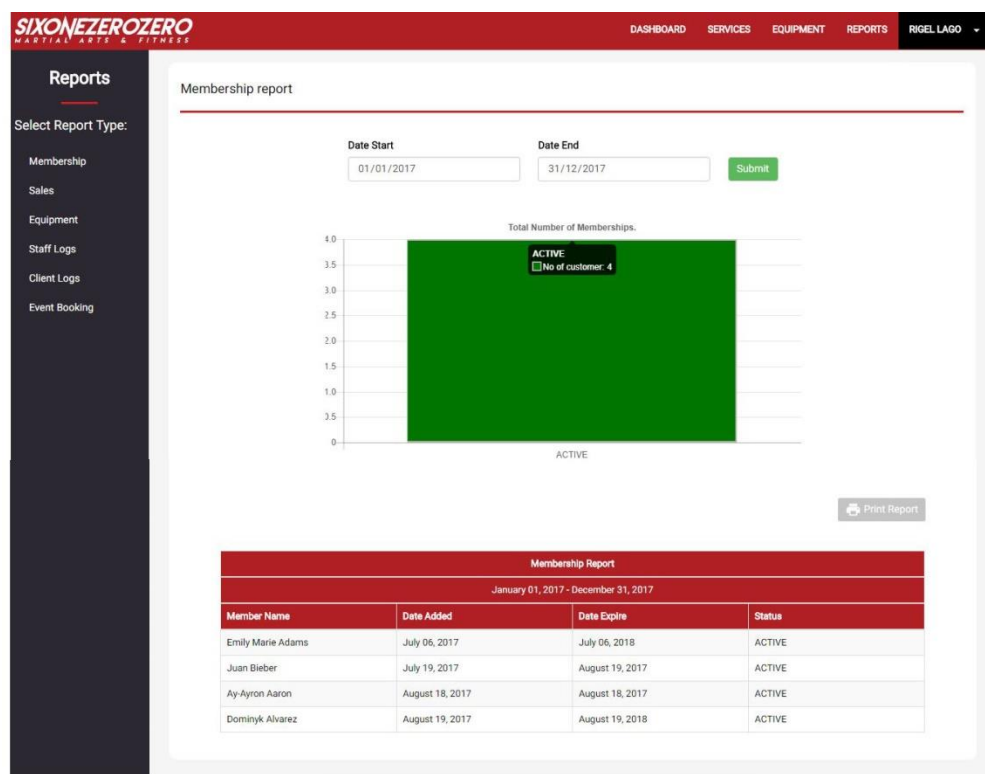 SIXONEZEROZERO
MARTIAL ARTS & FITNESS
DASHBOARD SERVICES EQUIPMENT REPORTS RIGEL LAGO
Reports
Select Report Type:
Membership
Sales
Equipment
Staff Logs
Client Logs
Event Booking
Membership report
Date Start Date End
01/01/2017 31/12/2017 Submit
Total Number of Memberships.
ACTIVE
No of customer: 4
4.0
3.5
3.0
2.5
2.0
1.5
1.0
0.5
0
ACTIVE
Print Report
Membership Report
January 01, 2017 - December 31, 2017
Member Name Date Added Date Expire Status
Emily Marie Adams July 06, 2017 July 06, 2018 ACTIVE
Juan Bieber July 19, 2017 August 19, 2017 ACTIVE
Ay-Ayron Aaron August 18, 2017 August 18, 2017 ACTIVE
Dominyk Alvarez August 19, 2017 August 19, 2018 ACTIVE